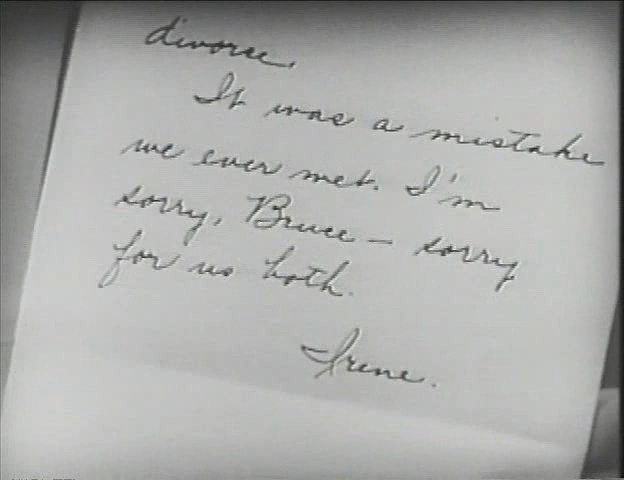 divorce.
It was a mistake
we ever met. I'm
sorry, Bruce — sorry
for us both.
Irene.